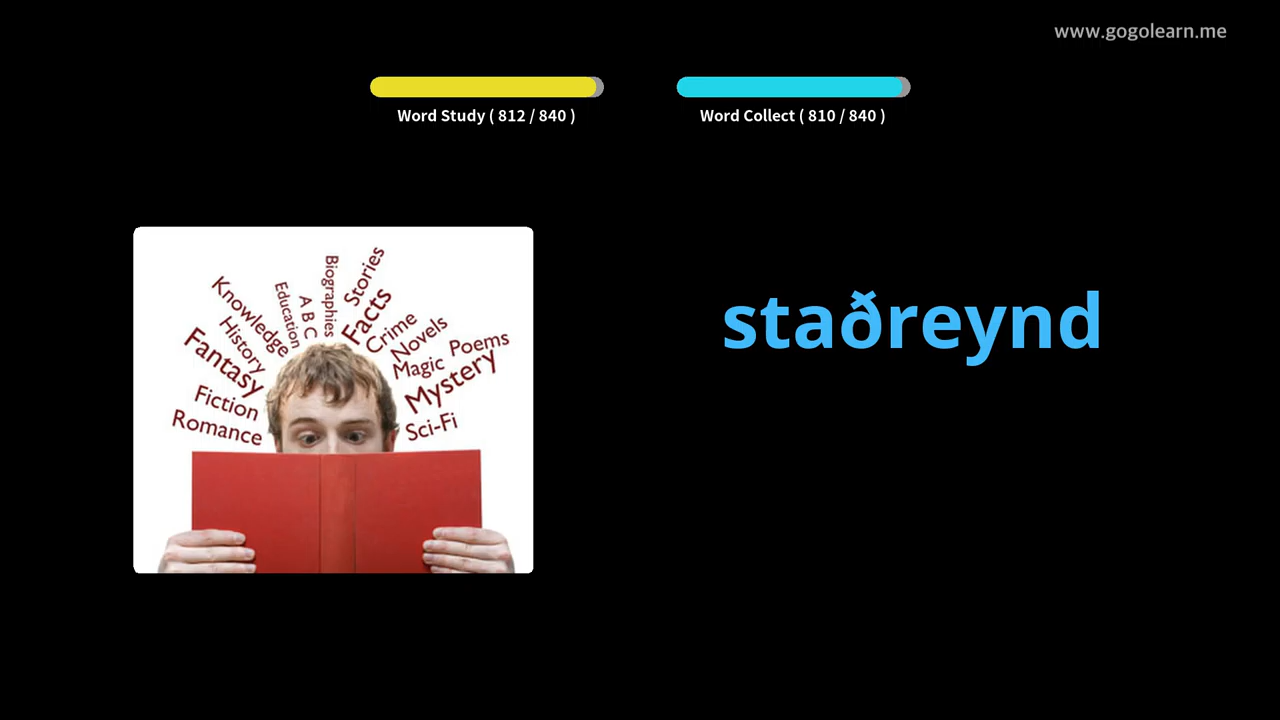 www.gogolearn.me
Word Study ( 812 / 840 )
Word Collect ( 810 / 840 )
Knowledge
History
Fantasy
Fiction
Romance
Education
A B C
Biographies
Stories
Facts
Crime
Novels
Magic
Poems
Mystery
Sci-Fi
staðreynd